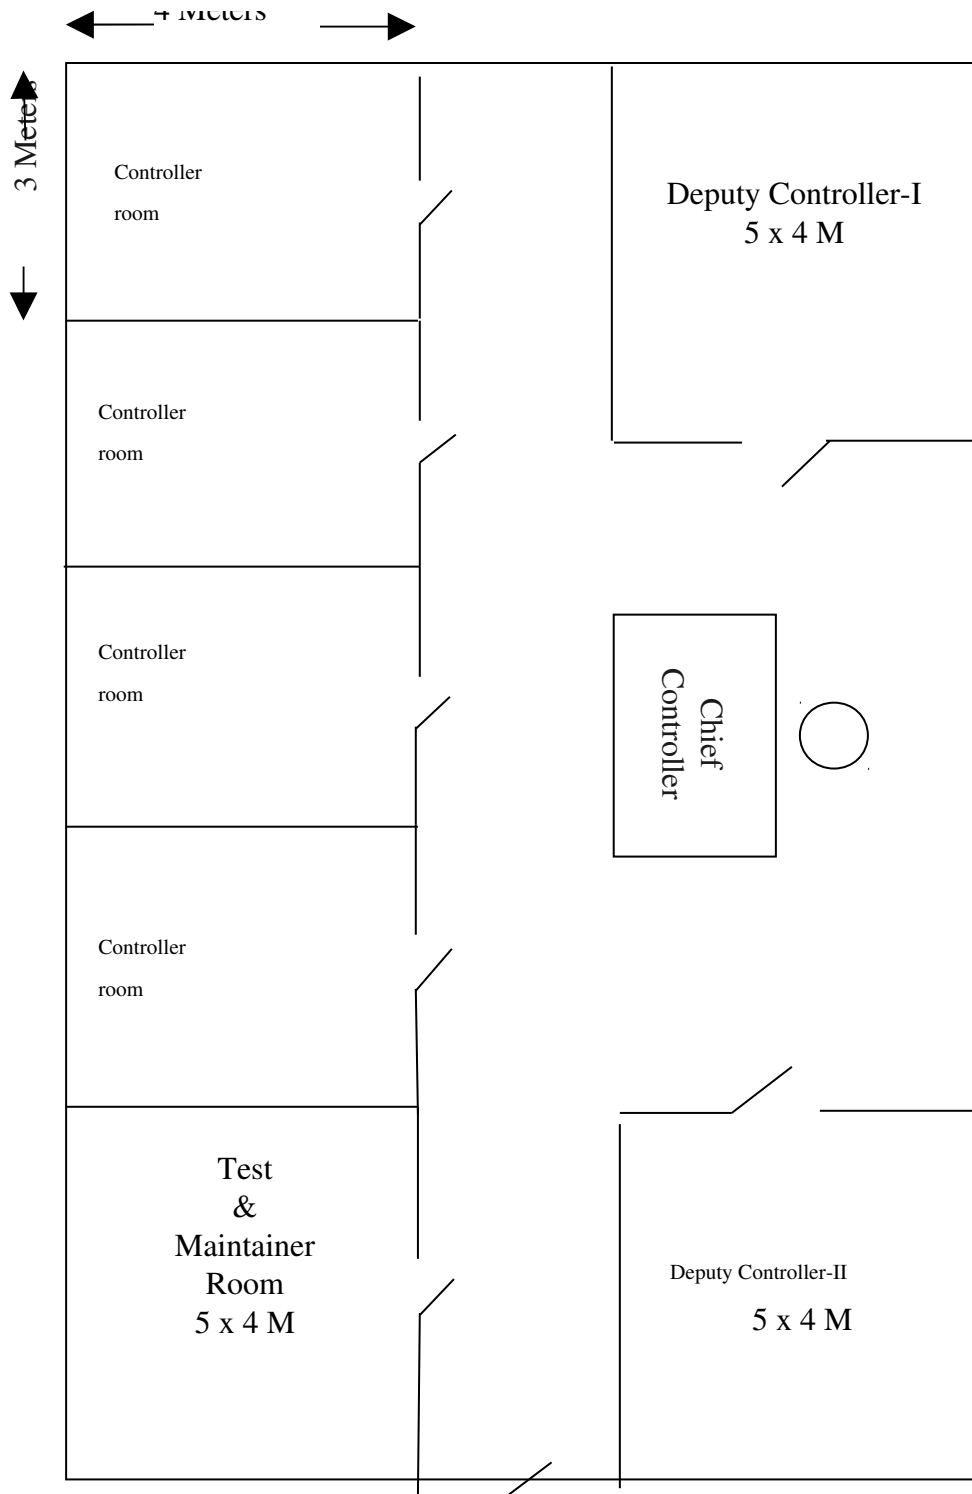 4 Meters
3 Meters
Controller
room
Deputy Controller-I
5 x 4 M
Controller
room
Controller
room
Chief
Controller
Controller
room
Test
&
Maintainer
Room
5 x 4 M
Deputy Controller-II
5 x 4 M